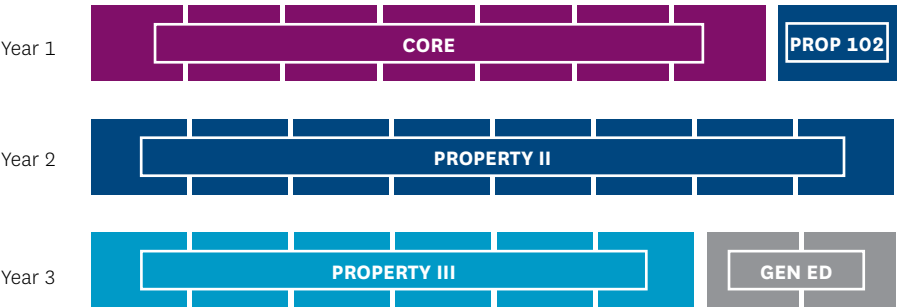 Year 1
CORE
PROP 102
Year 2
PROPERTY II
Year 3
PROPERTY III
GEN ED